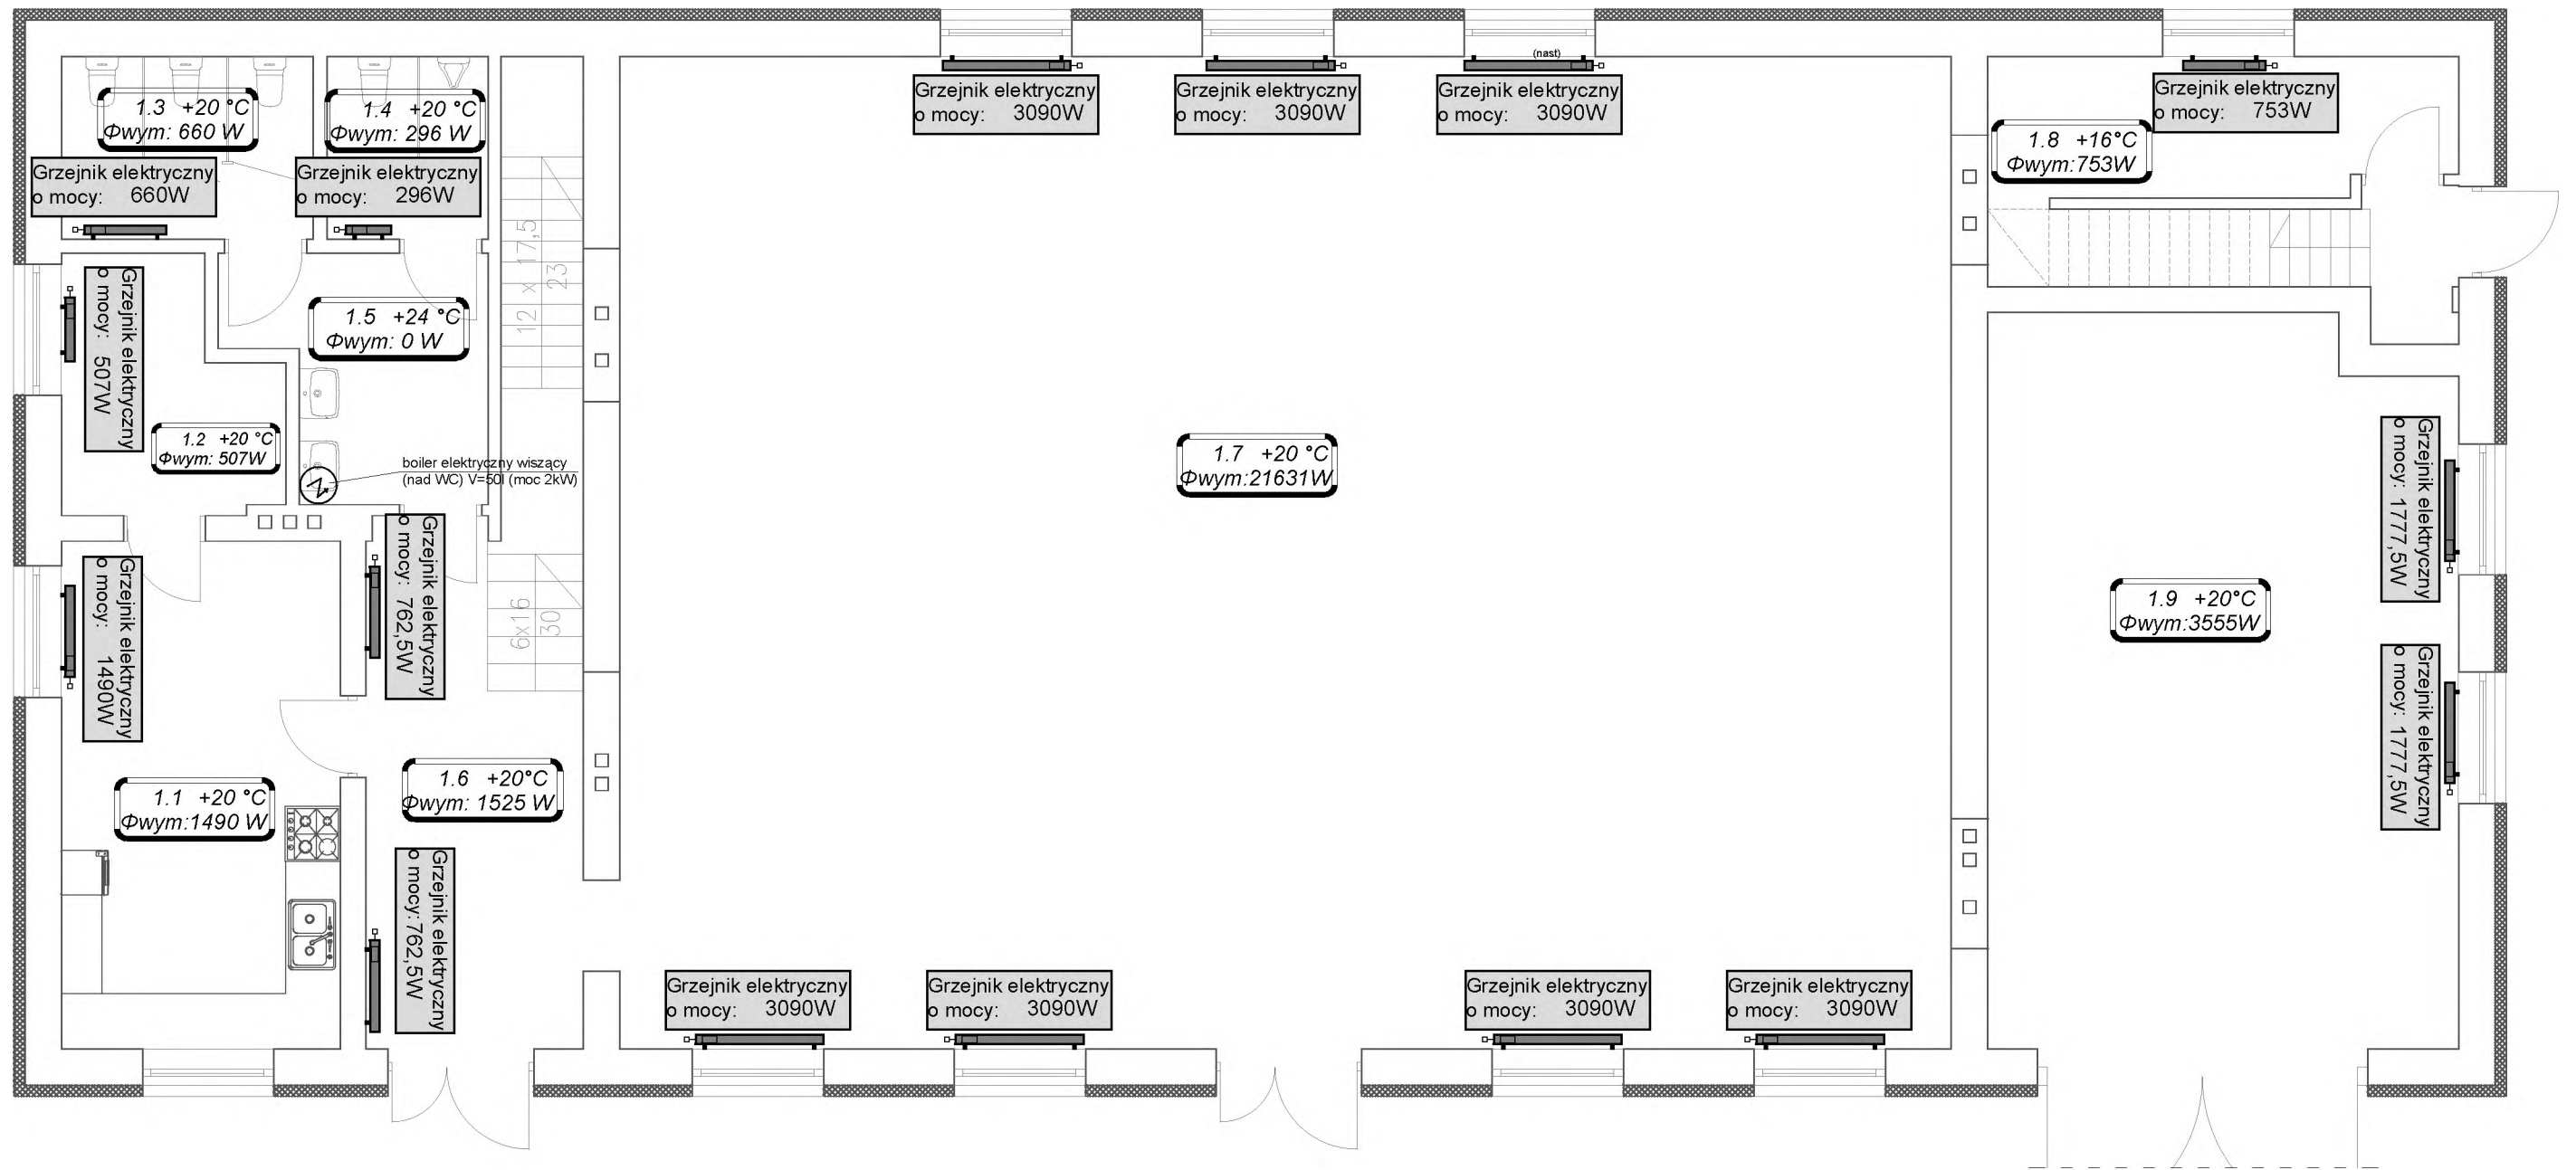 (nast)
Grzejnik elektryczny
o mocy: 3090W
Grzejnik elektryczny
o mocy: 3090W
Grzejnik elektryczny
o mocy: 3090W
Grzejnik elektryczny
o mocy: 753W
1.3 +20 °C
Φwym: 660 W
1.4 +20 °C
Φwym: 296 W
1.8 +16°C
Φwym:753W
Grzejnik elektryczny
o mocy: 660W
Grzejnik elektryczny
o mocy: 296W
12 x 17,5
23
Grzejnik elektryczny
o mocy: 507W
1.5 +24 °C
Φwym: 0 W
1.2 +20 °C
Φwym: 507W
boiler elektryczny wiszący
(nad WC) V=50l (moc 2kW)
1.7 +20 °C
Φwym:21631W
Grzejnik elektryczny
o mocy: 1777,5W
Grzejnik elektryczny
o mocy: 762,5W
Grzejnik elektryczny
o mocy: 1490W
6x16
30
1.9 +20°C
Φwym:3555W
Grzejnik elektryczny
o mocy: 1777,5W
1.6 +20°C
Φwym: 1525 W
1.1 +20 °C
Φwym:1490 W
Grzejnik elektryczny
o mocy: 762,5W
Grzejnik elektryczny
o mocy: 3090W
Grzejnik elektryczny
o mocy: 3090W
Grzejnik elektryczny
o mocy: 3090W
Grzejnik elektryczny
o mocy: 3090W